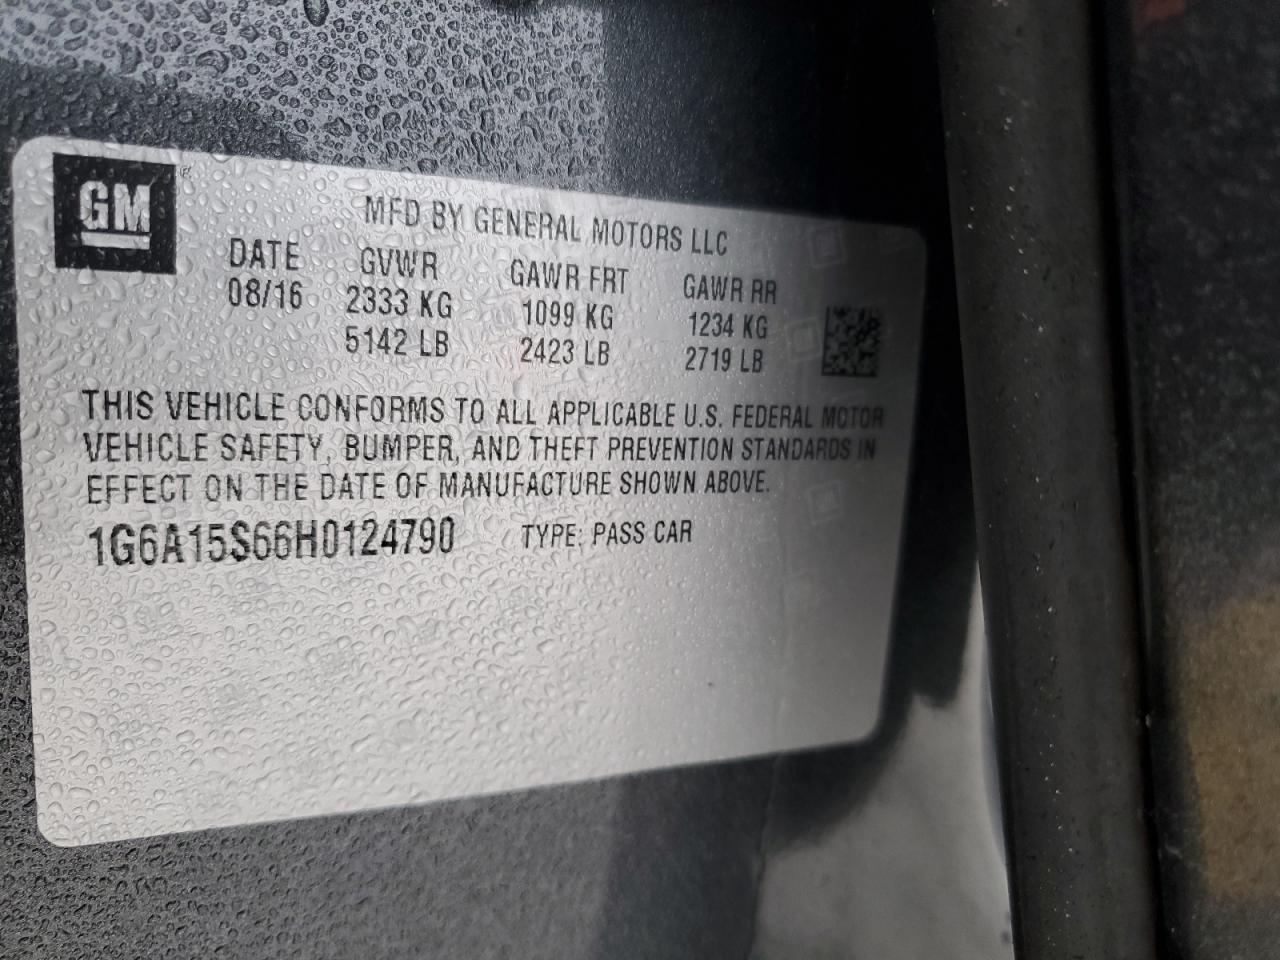 GM
MFD BY GENERAL MOTORS LLC
DATE GVWR GAWR FRT GAWR RR
08/16 2333 KG 1099 KG 1234 KG
5142 LB 2423 LB 2719 LB
THIS VEHICLE CONFORMS TO ALL APPLICABLE U.S. FEDERAL MOTOR
VEHICLE SAFETY, BUMPER, AND THEFT PREVENTION STANDARDS IN
EFFECT ON THE DATE OF MANUFACTURE SHOWN ABOVE.
1G6A15S66H0124790 TYPE: PASS CAR